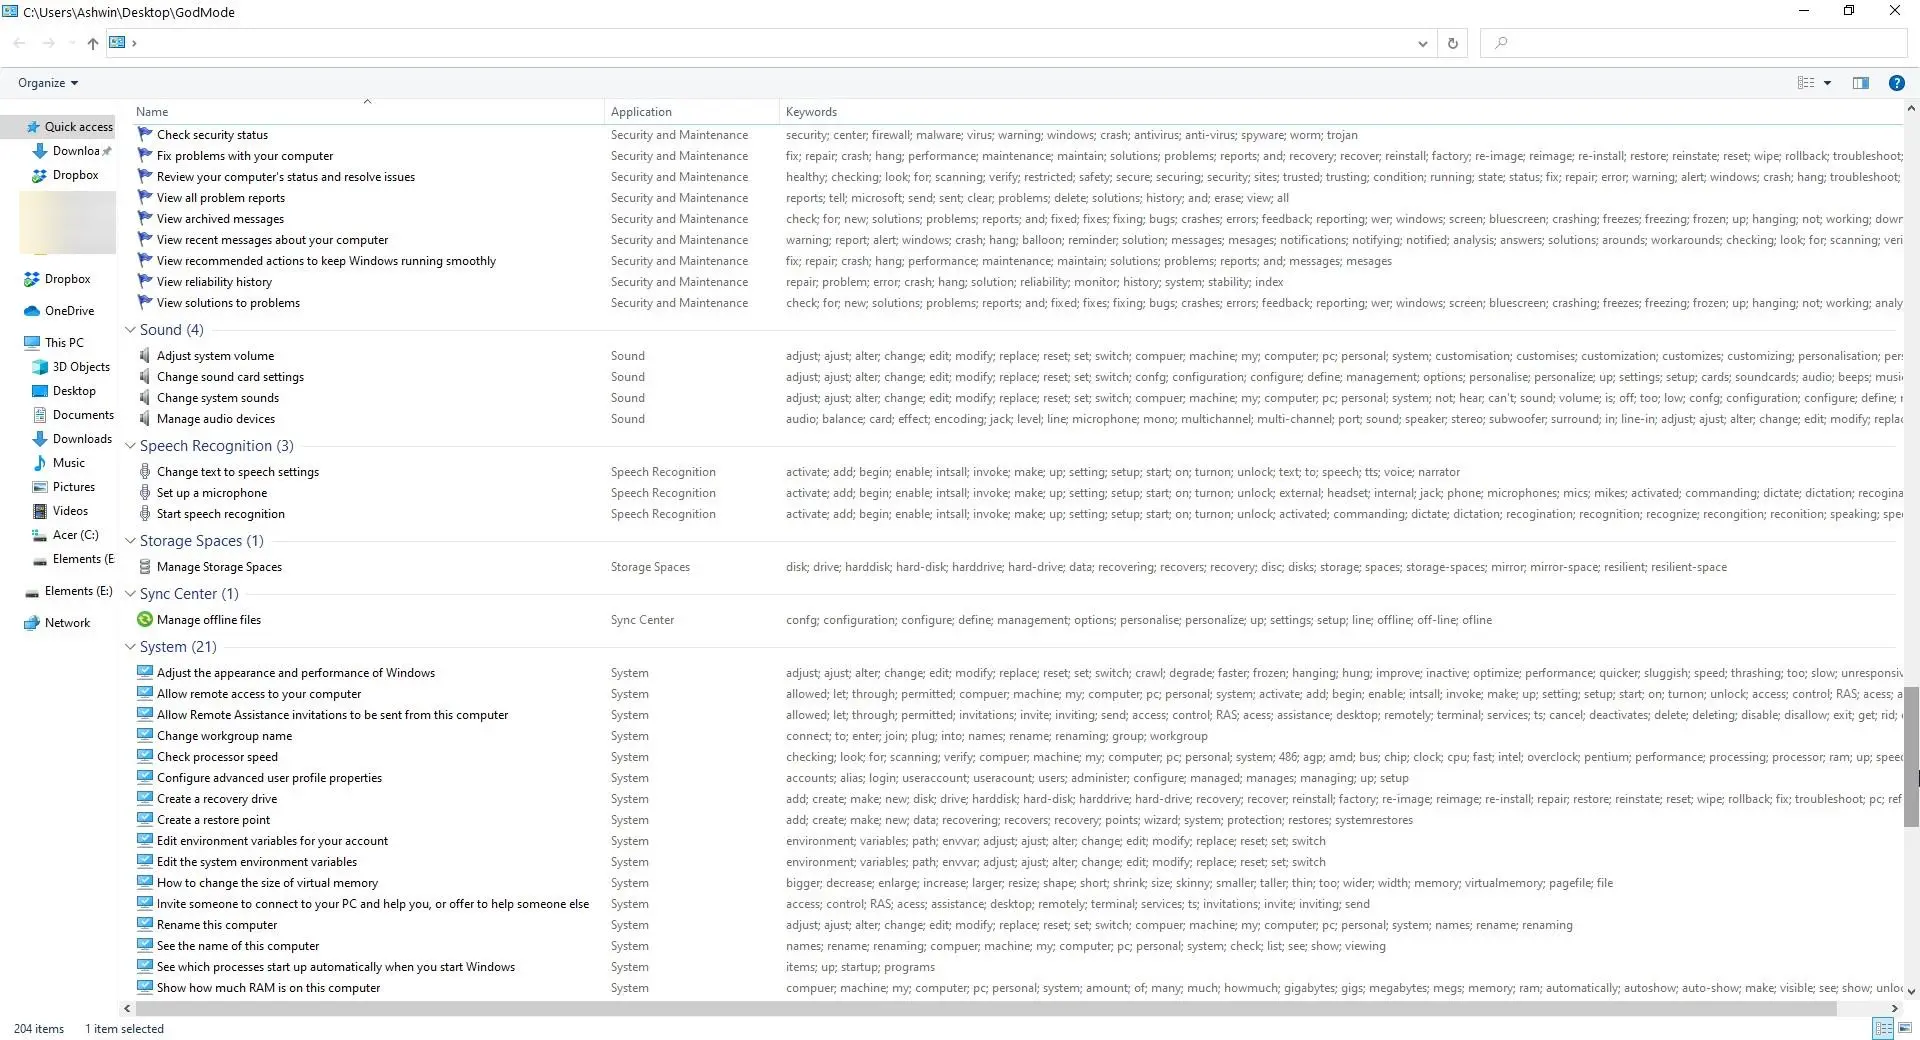 C:\Users\Ashwin\Desktop\GodMode
Organize
Name Application Keywords
Quick access
Downloa
Dropbox
Dropbox
OneDrive
This PC
3D Objects
Desktop
Documents
Downloads
Music
Pictures
Videos
Acer (C:)
Elements (E
Elements (E:)
Network
Check security status Security and Maintenance security; center; firewall; malware; virus; warning; windows; crash; antivirus; anti-virus; spyware; worm; trojan
Fix problems with your computer Security and Maintenance fix; repair; crash; hang; performance; maintenance; maintain; solutions; problems; reports; and; recovery; recover; reinstall; factory; re-image; reimage; re-install; restore; reinstate; reset; wipe; rollback; troubleshoot;
Review your computer's status and resolve issues Security and Maintenance healthy; checking; look; for; scanning; verify; restricted; safety; secure; securing; security; sites; trusted; trusting; condition; running; state; status; fix; repair; error; warning; alert; windows; crash; hang; troubleshoot;
View all problem reports Security and Maintenance reports; tell; microsoft; send; sent; clear; problems; delete; solutions; history; and; erase; view; all
View archived messages Security and Maintenance check; for; new; solutions; problems; reports; and; fixed; fixes; fixing; bugs; crashes; errors; feedback; reporting; wer; windows; screen; bluescreen; crashing; freezes; freezing; frozen; up; hanging; not; working; down
View recent messages about your computer Security and Maintenance warning; report; alert; windows; crash; hang; balloon; reminder; solution; messages; mesages; notifications; notifying; notified; analysis; answers; solutions; arounds; workarounds; checking; look; for; scanning; veri
View recommended actions to keep Windows running smoothly Security and Maintenance fix; repair; crash; hang; performance; maintenance; maintain; solutions; problems; reports; and; messages; mesages
View reliability history Security and Maintenance repair; problem; error; crash; hang; solution; reliability; monitor; history; system; stability; index
View solutions to problems Security and Maintenance check; for; new; solutions; problems; reports; and; fixed; fixes; fixing; bugs; crashes; errors; feedback; reporting; wer; windows; screen; bluescreen; crashing; freezes; freezing; frozen; up; hanging; not; working; analy
Sound (4)
Adjust system volume Sound adjust; ajust; alter; change; edit; modify; replace; reset; set; switch; compuer; machine; my; computer; pc; personal; system; customisation; customises; customization; customizes; customizing; personalisation; per
Change sound card settings Sound adjust; ajust; alter; change; edit; modify; replace; reset; set; switch; confg; configuration; configure; define; management; options; personalise; personalize; up; settings; setup; cards; soundcards; audio; beeps; musi
Change system sounds Sound adjust; ajust; alter; change; edit; modify; replace; reset; set; switch; compuer; machine; my; computer; pc; personal; system; not; hear; can't; sound; volume; is; off; too; low; confg; configuration; configure; define; r
Manage audio devices Sound audio; balance; card; effect; encoding; jack; level; line; microphone; mono; multichannel; multi-channel; port; sound; speaker; stereo; subwoofer; surround; in; line-in; adjust; ajust; alter; change; edit; modify; replac
Speech Recognition (3)
Change text to speech settings Speech Recognition activate; add; begin; enable; intsall; invoke; make; up; setting; setup; start; on; turnon; unlock; text; to; speech; tts; voice; narrator
Set up a microphone Speech Recognition activate; add; begin; enable; intsall; invoke; make; up; setting; setup; start; on; turnon; unlock; external; headset; internal; jack; phone; microphones; mics; mikes; activated; commanding; dictate; dictation; recogina
Start speech recognition Speech Recognition activate; add; begin; enable; intsall; invoke; make; up; setting; setup; start; on; turnon; unlock; activated; commanding; dictate; dictation; recogination; recognition; recognize; recongition; reconition; speaking; spe
Storage Spaces (1)
Manage Storage Spaces Storage Spaces disk; drive; harddisk; hard-disk; harddrive; hard-drive; data; recovering; recovers; recovery; disc; disks; storage; spaces; storage-spaces; mirror; mirror-space; resilient; resilient-space
Sync Center (1)
Manage offline files Sync Center confg; configuration; configure; define; management; options; personalise; personalize; up; settings; setup; line; offline; off-line; ofline
System (21)
Adjust the appearance and performance of Windows System adjust; ajust; alter; change; edit; modify; replace; reset; set; switch; crawl; degrade; faster; frozen; hanging; hung; improve; inactive; optimize; performance; quicker; sluggish; speed; thrashing; too; slow; unresponsiv
Allow remote access to your computer System allowed; let; through; permitted; compuer; machine; my; computer; pc; personal; system; activate; add; begin; enable; intsall; invoke; make; up; setting; setup; start; on; turnon; unlock; access; control; RAS; acess; a
Allow Remote Assistance invitations to be sent from this computer System allowed; let; through; permitted; invitations; invite; inviting; send; access; control; RAS; acess; assistance; desktop; remotely; terminal; services; ts; cancel; deactivates; delete; deleting; disable; disallow; exit; get; rid;
Change workgroup name System connect; to; enter; join; plug; into; names; rename; renaming; group; workgroup
Check processor speed System checking; look; for; scanning; verify; compuer; machine; my; computer; pc; personal; system; 486; agp; amd; bus; chip; clock; cpu; fast; intel; overclock; pentium; performance; processing; processor; ram; up; speed
Configure advanced user profile properties System accounts; alias; login; useraccount; useracount; users; administer; configure; managed; manages; managing; up; setup
Create a recovery drive System add; create; make; new; disk; drive; harddisk; hard-disk; harddrive; hard-drive; recovery; recover; reinstall; factory; re-image; reimage; re-install; repair; restore; reinstate; reset; wipe; rollback; fix; troubleshoot; pc; ref
Create a restore point System add; create; make; new; data; recovering; recovers; recovery; points; wizard; system; protection; restores; systemrestores
Edit environment variables for your account System environment; variables; path; envvar; adjust; ajust; alter; change; edit; modify; replace; reset; set; switch
Edit the system environment variables System environment; variables; path; envvar; adjust; ajust; alter; change; edit; modify; replace; reset; set; switch
How to change the size of virtual memory System bigger; decrease; enlarge; increase; larger; resize; shape; short; shrink; size; skinny; smaller; taller; thin; too; wider; width; memory; virtualmemory; pagefile; file
Invite someone to connect to your PC and help you, or offer to help someone else System access; control; RAS; acess; assistance; desktop; remotely; terminal; services; ts; invitations; invite; inviting; send
Rename this computer System adjust; ajust; alter; change; edit; modify; replace; reset; set; switch; compuer; machine; my; computer; pc; personal; system; names; rename; renaming
See the name of this computer System names; rename; renaming; compuer; machine; my; computer; pc; personal; system; check; list; see; show; viewing
See which processes start up automatically when you start Windows System items; up; startup; programs
Show how much RAM is on this computer System compuer; machine; my; computer; pc; personal; system; amount; of; many; much; howmuch; gigabytes; gigs; megabytes; megs; memory; ram; automatically; autoshow; auto-show; make; visible; see; show; unlo
204 items 1 item selected